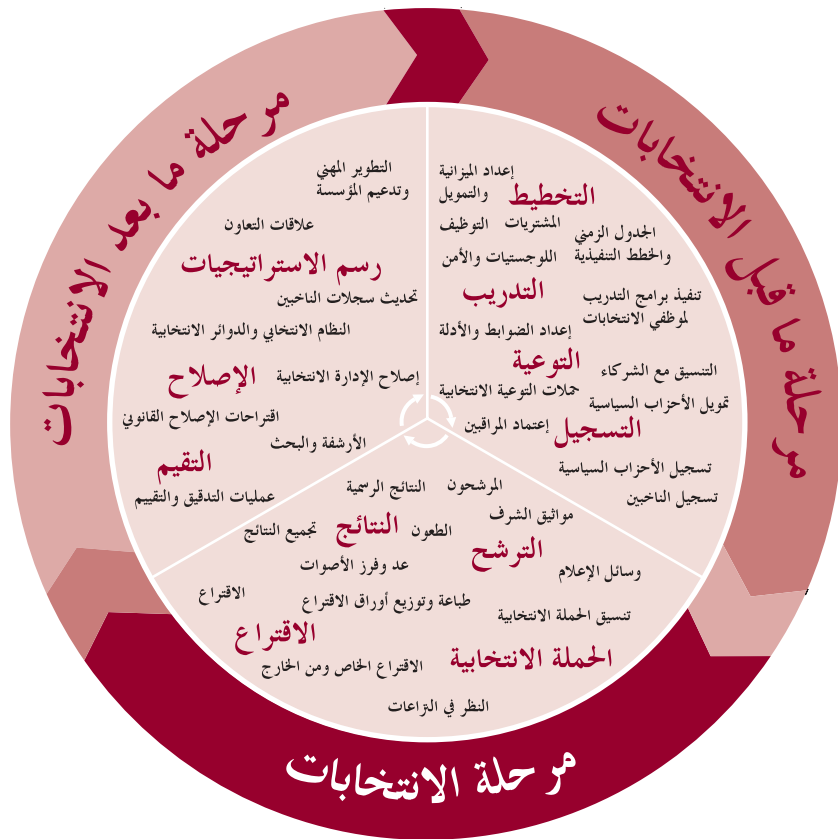 مرحلة ما قبل الانتخابات
إعداد الميزانية
والتمويل
التخطيط
المشتريات
التوظيف
الجدول الزمني
والخطط التنفيذية
اللوجستيات والأمن
التدريب
تنفيذ برامج التدريب
لموظفي الانتخابات
إعداد الضوابط والأدلة
التوعية
التنسيق مع الشركاء
حملات التوعية الانتخابية
تمويل الأحزاب السياسية
إعتماد المراقبين
التسجيل
تسجيل الأحزاب السياسية
تسجيل الناخبين
مرحلة الانتخابات
المرشحون
مواثيق الشرف
الترشح
وسائل الإعلام
تنسيق الحملة الانتخابية
الحملة الانتخابية
النتائج الرسمية
الطعون
النتائج
تجميع النتائج
عد وفرز الأصوات
طباعة وتوزيع أوراق الاقتراع
الاقتراع
الاقتراع
الاقتراع الخاص ومن الخارج
النظر في النزاعات
مرحلة ما بعد الانتخابات
التطوير المهني
وتدعيم المؤسسة
علاقات التعاون
رسم الاستراتيجيات
تحديث سجلات الناخبين
النظام الانتخابي والدوائر الانتخابية
إصلاح الإدارة الانتخابية
الإصلاح
اقتراحات الإصلاح القانوني
الأرشفة والبحث
التقيم
عمليات التدقيق والتقييم